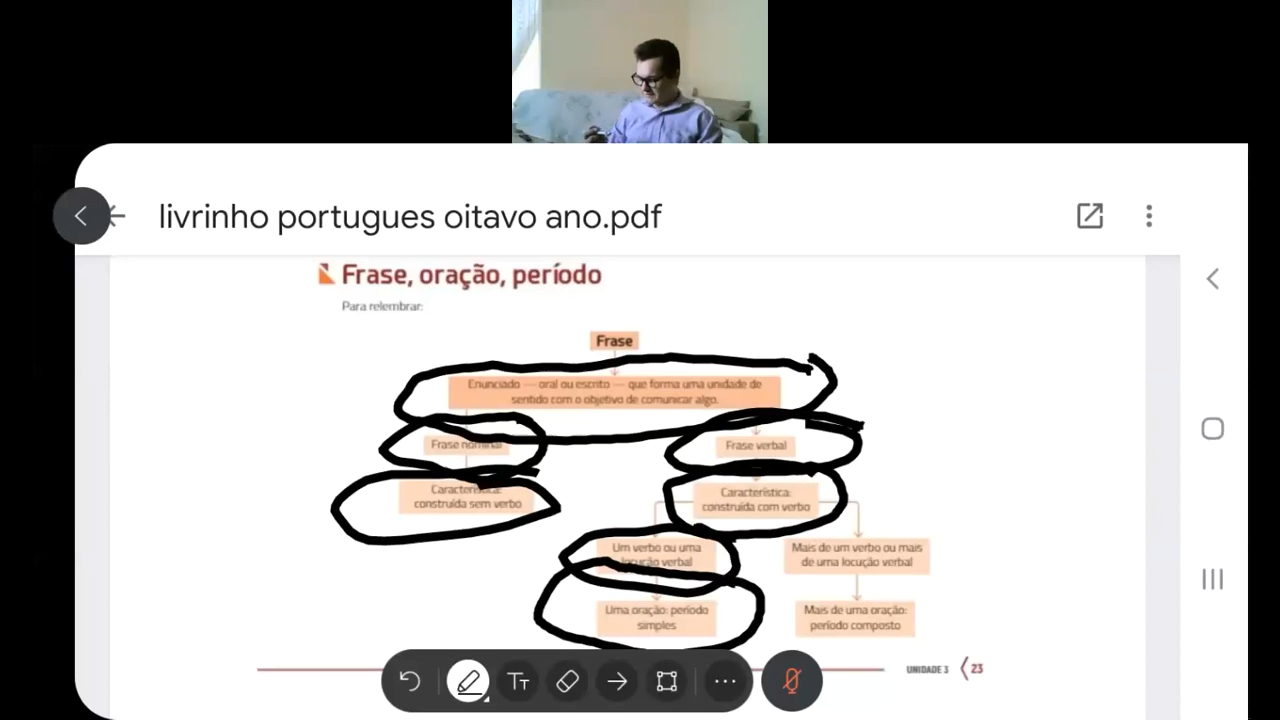 livrinho portugues oitavo ano.pdf
Frase, oração, período
Para relembrar:
Frase
Enunciado — oral ou escrito — que forma uma unidade de
sentido com o objetivo de comunicar algo.
Frase nominal
Frase verbal
Característica:
construída sem verbo
Característica:
construída com verbo
Um verbo ou uma
locução verbal
Mais de um verbo ou mais
de uma locução verbal
Uma oração: período
simples
Mais de uma oração:
período composto
UNIDADE 3
23
TT